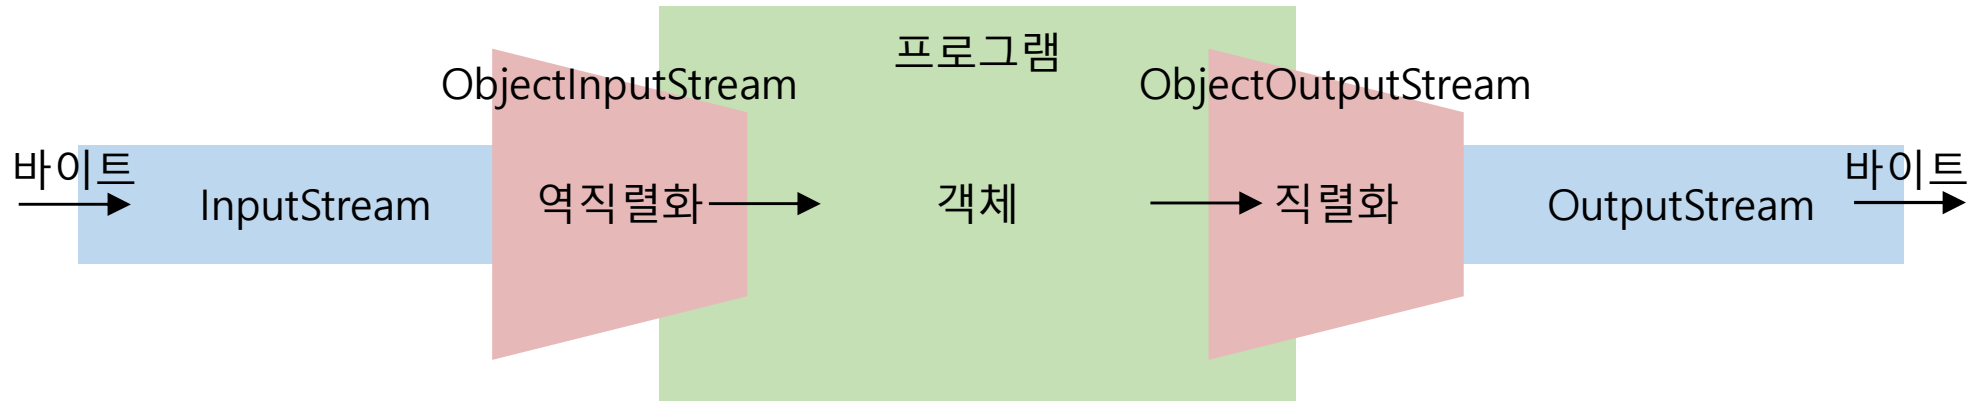 프로그램
ObjectInputStream
ObjectOutputStream
바이트
InputStream
역직렬화
객체
직렬화
OutputStream
바이트